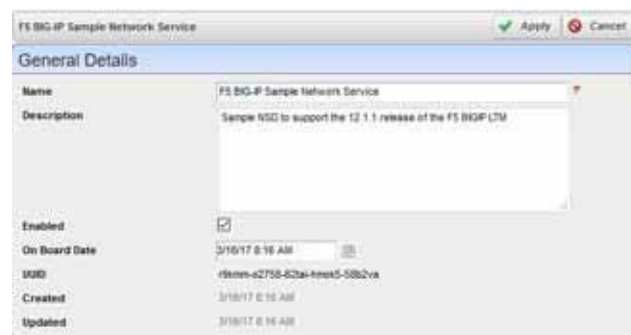 F5 BIG-IP Sample Network Service Apply Cancel
General Details
Name F5 BIG-IP Sample Network Service
Description Sample NSD to support the 12.1.1 release of the F5 BIGIP LTM
Enabled
On Board Date 3/16/17 8:16 AM
UUID
Created 3/16/17 8:16 AM
Updated 3/16/17 8:16 AM